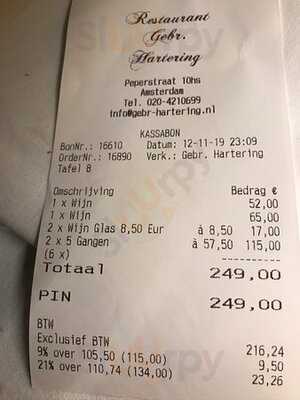 Restaurant
Gebr.
Hartering
Peperstraat 10hs
Amsterdam
Tel. 020-4210699
info@gebr-hartering.nl
KASSABON
BonNr.: 16610 Datum: 12-11-19 23:09
OrderNr.: 16890 Verk.: Gebr. Hartering
Tafel 8
Omschrijving Bedrag €
1 x Wijn 52,00
1 x Wijn 65,00
2 x Wijn Glas 8,50 Eur á 8,50 17,00
2 x 5 Gangen á 57,50 115,00
(6 x) ----------
Totaal 249,00
PIN 249,00
BTW
Exclusief BTW 216,24
9% over 105,50 (115,00) 9,50
21% over 110,74 (134,00) 23,26